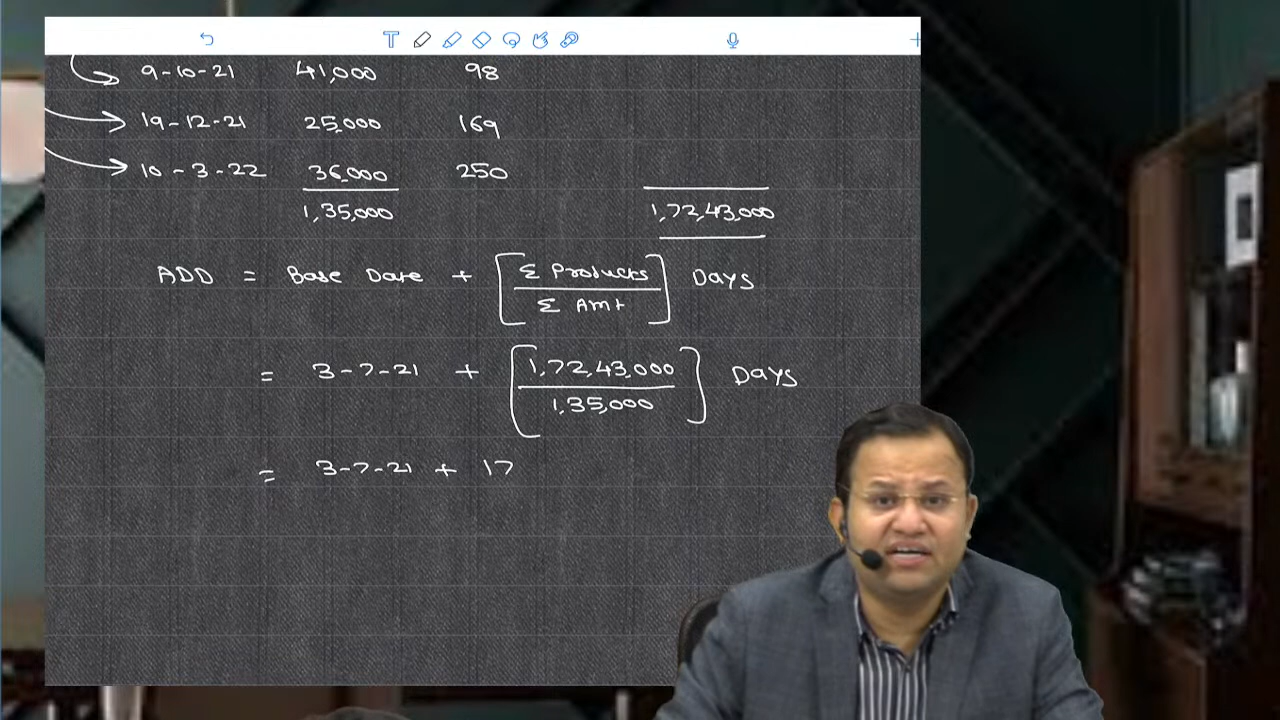 9-10-21 41,000 98
19-12-21 25,000 169
10-3-22 36,000 250
1,35,000 1,72,43,000
ADD = Base Date + [Σ Products / Σ Amt] Days
= 3-7-21 + [1,72,43,000 / 1,35,000] Days
= 3-7-21 + 17